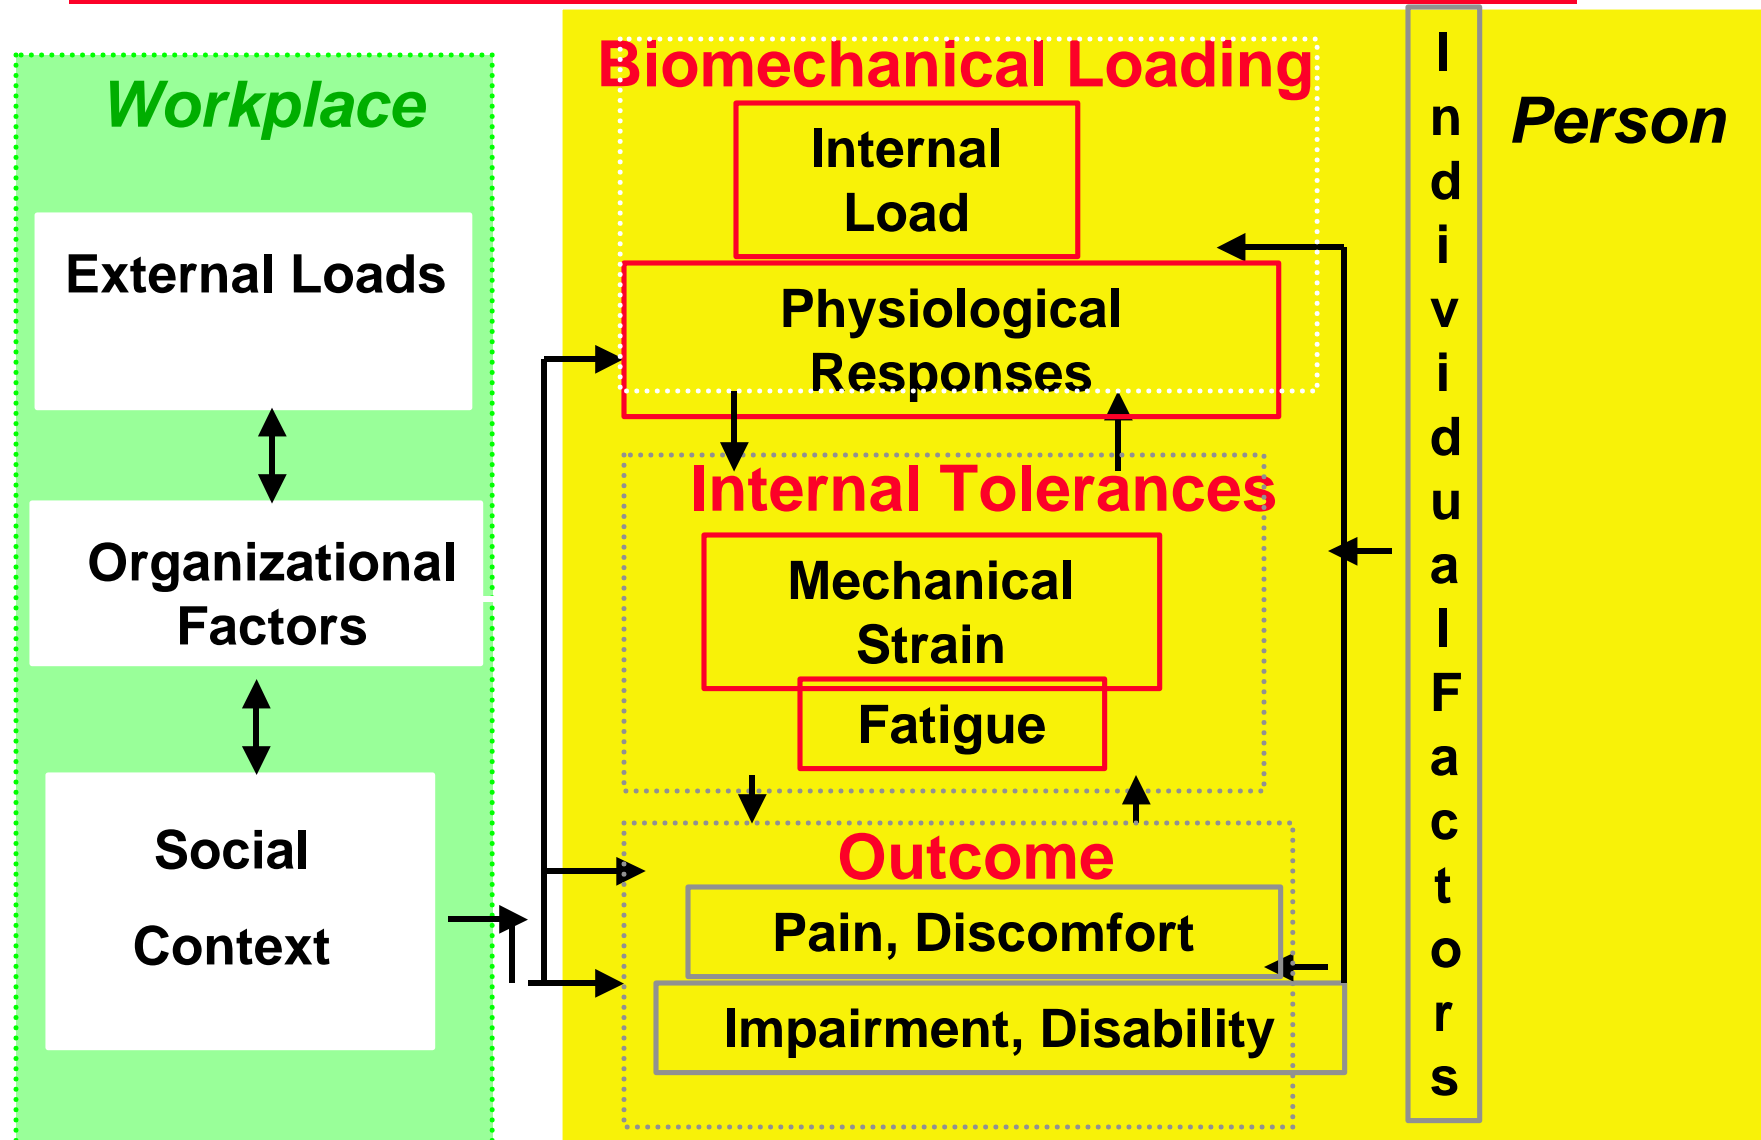 Workplace
External Loads
Organizational
Factors
Social
Context
Biomechanical Loading
Internal
Load
Physiological
Responses
Internal Tolerances
Mechanical
Strain
Fatigue
Outcome
Pain, Discomfort
Impairment, Disability
Individual Factors
Person